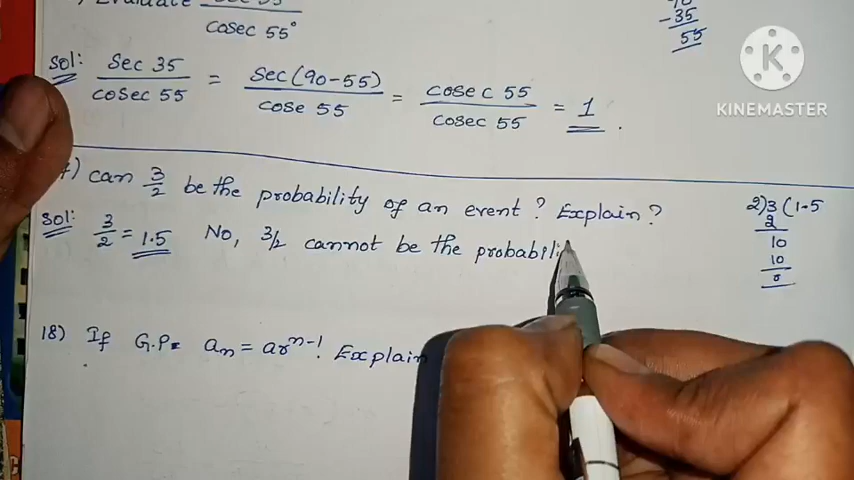 Evaluate
cosec 55°
-35
55
Sol: sec 35 / cosec 55 = sec(90-55) / cose 55 = cosec 55 / cosec 55 = 1.
KINEMASTER
7) can 3/2 be the probability of an event? Explain?
Sol: 3/2 = 1.5 No, 3/2 cannot be the probabili
2)3(1.5
2
10
10
0
18) If G.P. aₙ = arⁿ⁻¹. Explain